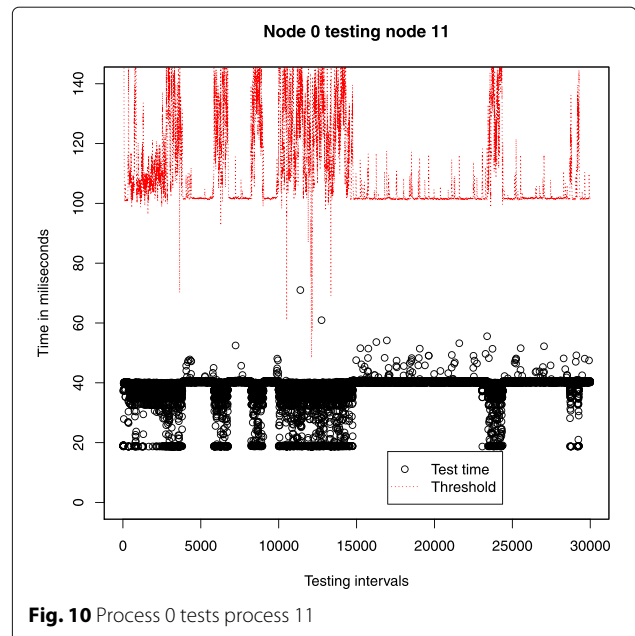 Node 0 testing node 11
140
120
100
80
60
40
20
0
Time in miliseconds
Test time
Threshold
0 5000 10000 15000 20000 25000 30000
Testing intervals
Fig. 10 Process 0 tests process 11